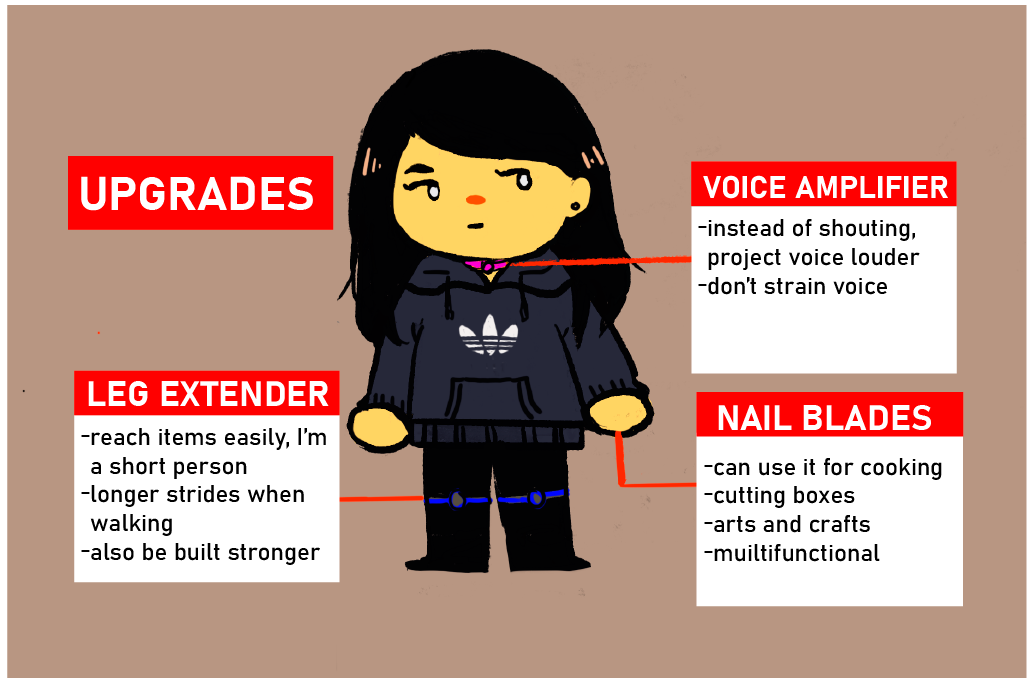 UPGRADES
VOICE AMPLIFIER
-instead of shouting,
project voice louder
-don't strain voice
LEG EXTENDER
-reach items easily, I'm
a short person
-longer strides when
walking
-also be built stronger
NAIL BLADES
-can use it for cooking
-cutting boxes
-arts and crafts
-muiltifunctional